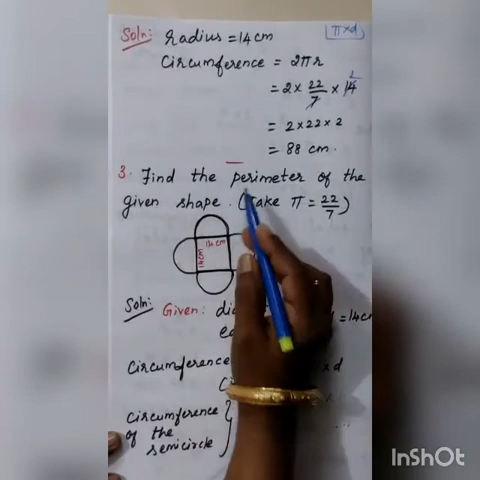 Soln: radius = 14 cm
π×d
Circumference = 2πr
= 2 × 22/7 × 14 2
= 2 × 22 × 2
= 88 cm.
3. Find the perimeter of the
given shape. (Take π = 22/7)
14 cm
14 cm
Soln: Given: = 14 cm
Circumference × d
Circumference
of the
semicircle
InShOt